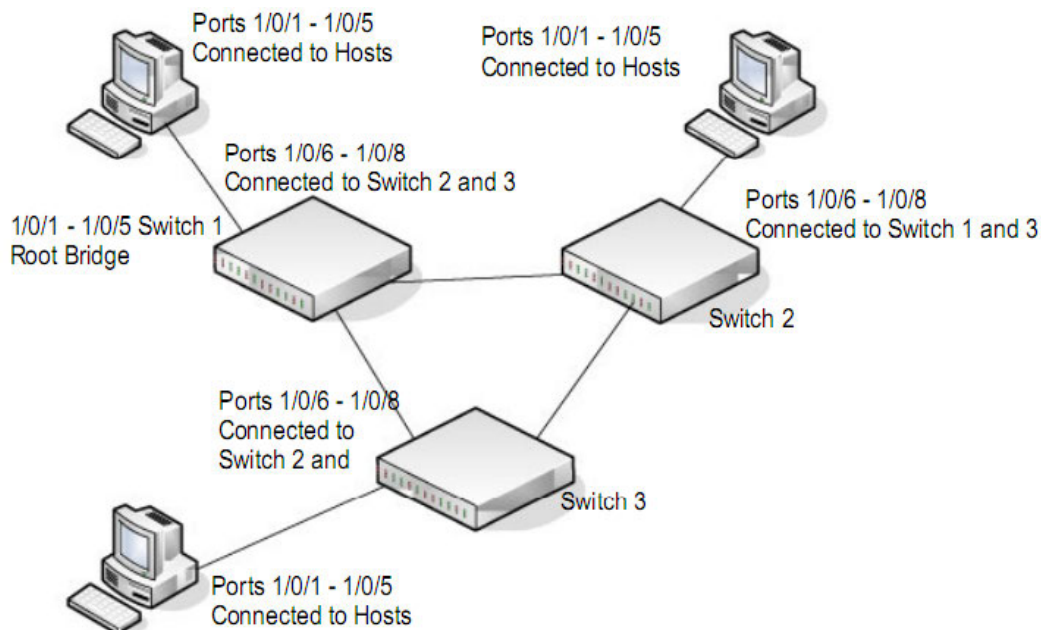 Ports 1/0/1 - 1/0/5
Connected to Hosts
Ports 1/0/1 - 1/0/5
Connected to Hosts
Ports 1/0/6 - 1/0/8
Connected to Switch 2 and 3
Ports 1/0/6 - 1/0/8
Connected to Switch 1 and 3
1/0/1 - 1/0/5 Switch 1
Root Bridge
Switch 2
Ports 1/0/6 - 1/0/8
Connected to
Switch 2 and
Switch 3
Ports 1/0/1 - 1/0/5
Connected to Hosts